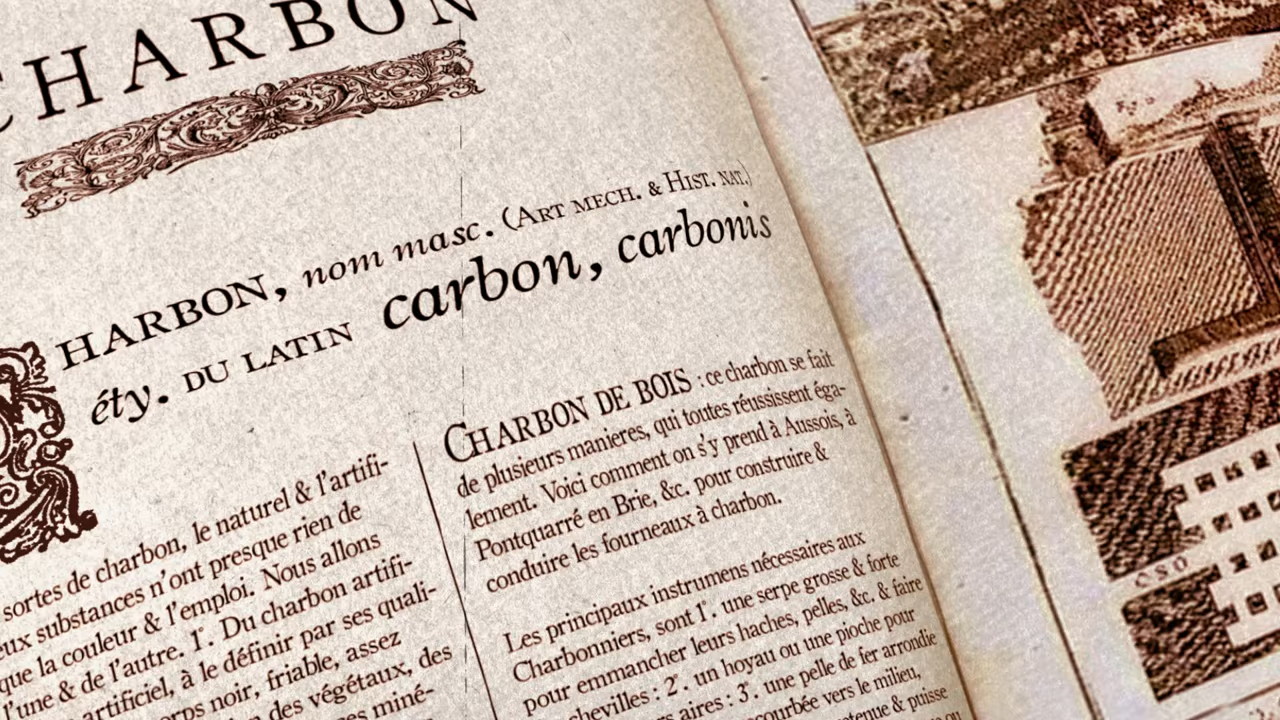 CHARBON
HARBON, nom masc. (ART MECH. & HIST. NAT.)
éty. DU LATIN carbon, carbonis
sortes de charbon, le naturel & l'artifi-
substances n'ont presque rien de
que la couleur & l'emploi. Nous allons
l'une & de l'autre. 1°. Du charbon artifi-
artificiel, à le définir par ses quali-
noir, friable, assez
des végétaux, des
miné-
CHARBON DE BOIS : ce charbon se fait
de plusieurs manieres, qui toutes réussissent éga-
lement. Voici comment on s'y prend à Aussois, à
Pontquarré en Brie, &c. pour construire &
conduire les fourneaux à charbon.
Les principaux instrumens nécessaires aux
Charbonniers, sont 1°. une serpe grosse & forte
pour emmancher leurs haches, pelles, &c. & faire
chevilles : 2°. un hoyau ou une pioche pour
aires : 3°. une pelle de fer arrondie
courbée vers le milieu,
& puisse
ou